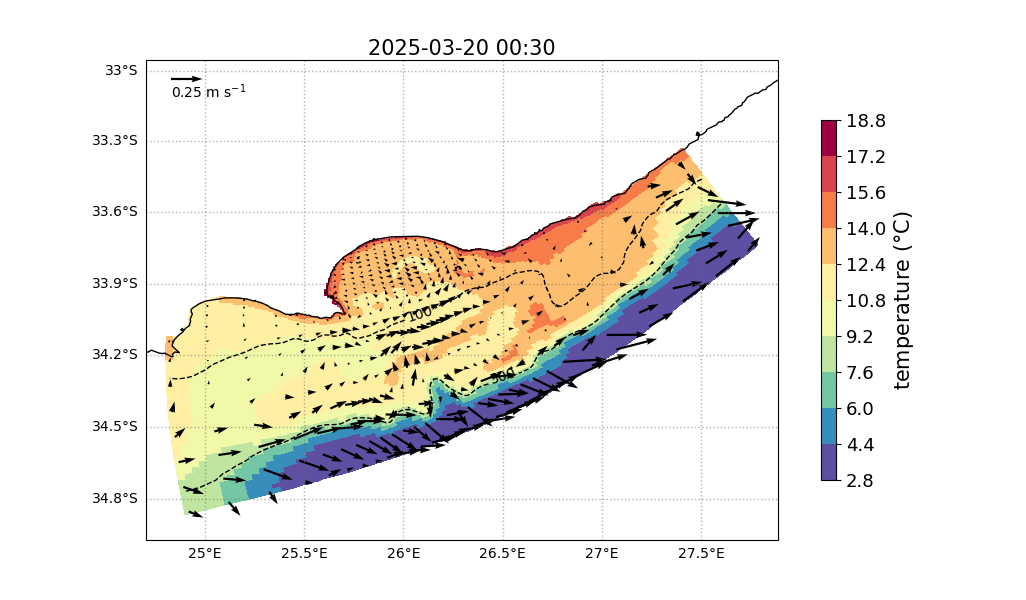 2025-03-20 00:30
33°S
33.3°S
33.6°S
33.9°S
34.2°S
34.5°S
34.8°S
0.25 m s⁻¹
100
500
25°E
25.5°E
26°E
26.5°E
27°E
27.5°E
18.8
17.2
15.6
14.0
12.4
10.8
9.2
7.6
6.0
4.4
2.8
temperature (°C)